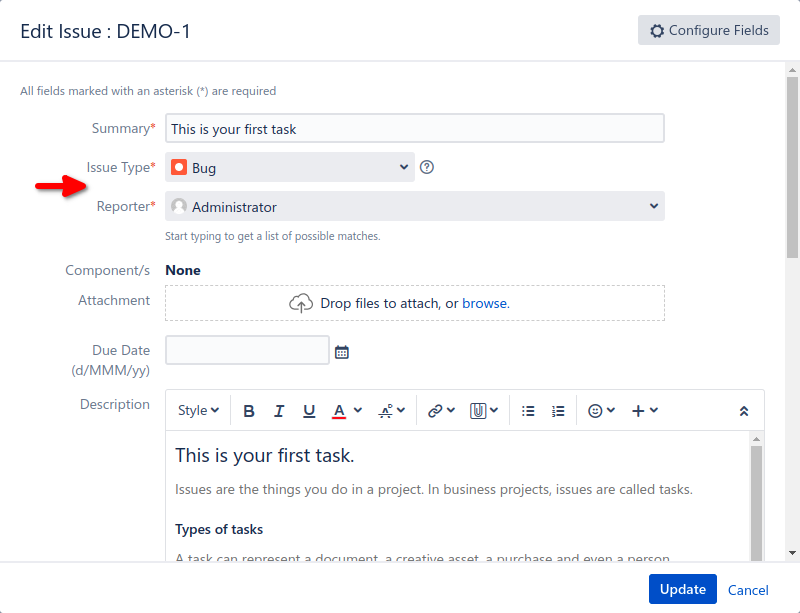 Edit Issue : DEMO-1
Configure Fields
All fields marked with an asterisk (*) are required
Summary* This is your first task
Issue Type* Bug
Reporter* Administrator
Start typing to get a list of possible matches.
Component/s None
Attachment Drop files to attach, or browse.
Due Date
(d/MMM/yy)
Description Style B I U A
This is your first task.
Issues are the things you do in a project. In business projects, issues are called tasks.
Types of tasks
A task can represent a document, a creative asset, a purchase and even a person.
Update Cancel